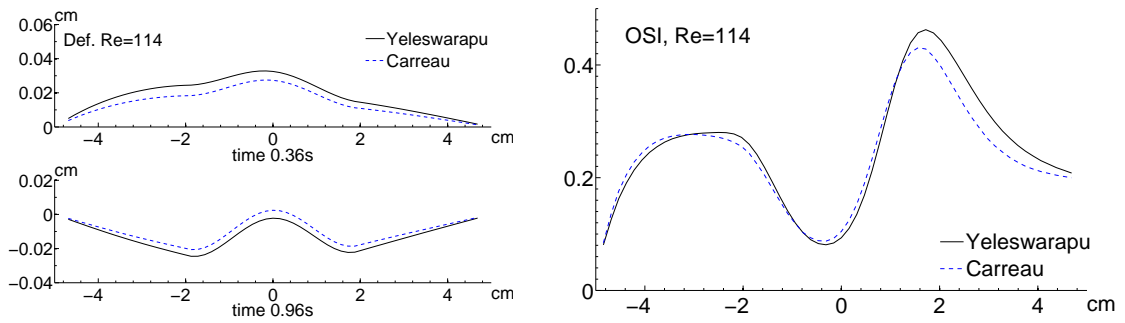 cm
0.06
Def. Re=114
Yeleswarapu
Carreau
0.04
0.02
0
−4 −2 0 2 4 cm
time 0.36s
0.02
0
−0.02
−0.04
−4 −2 0 2 4 cm
time 0.96s
OSI, Re=114
0.4
0.2
0
Yeleswarapu
Carreau
−4 −2 0 2 4 cm